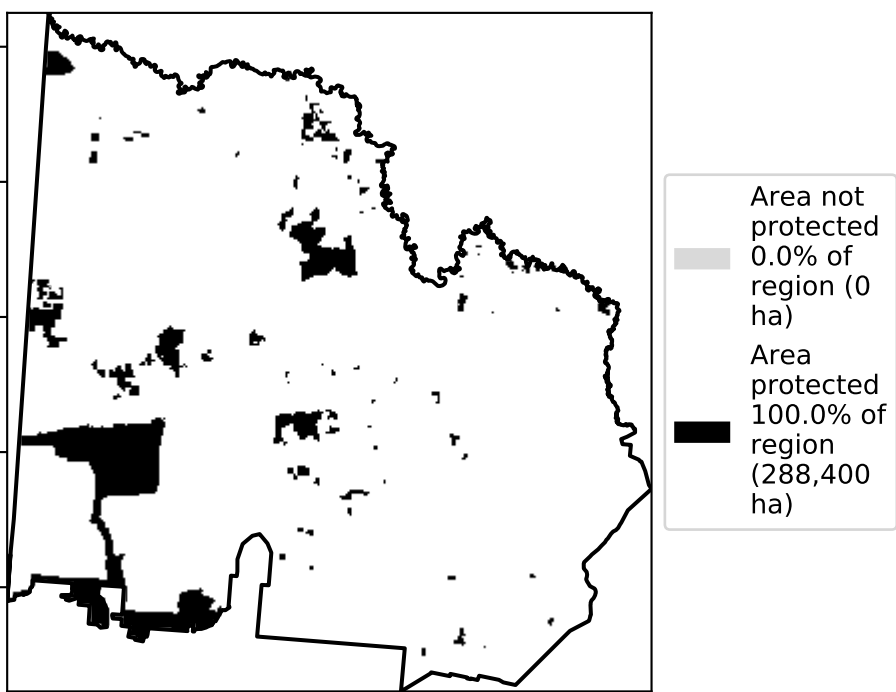 Area not
protected
0.0% of
region (0
ha)
Area
protected
100.0% of
region
(288,400
ha)